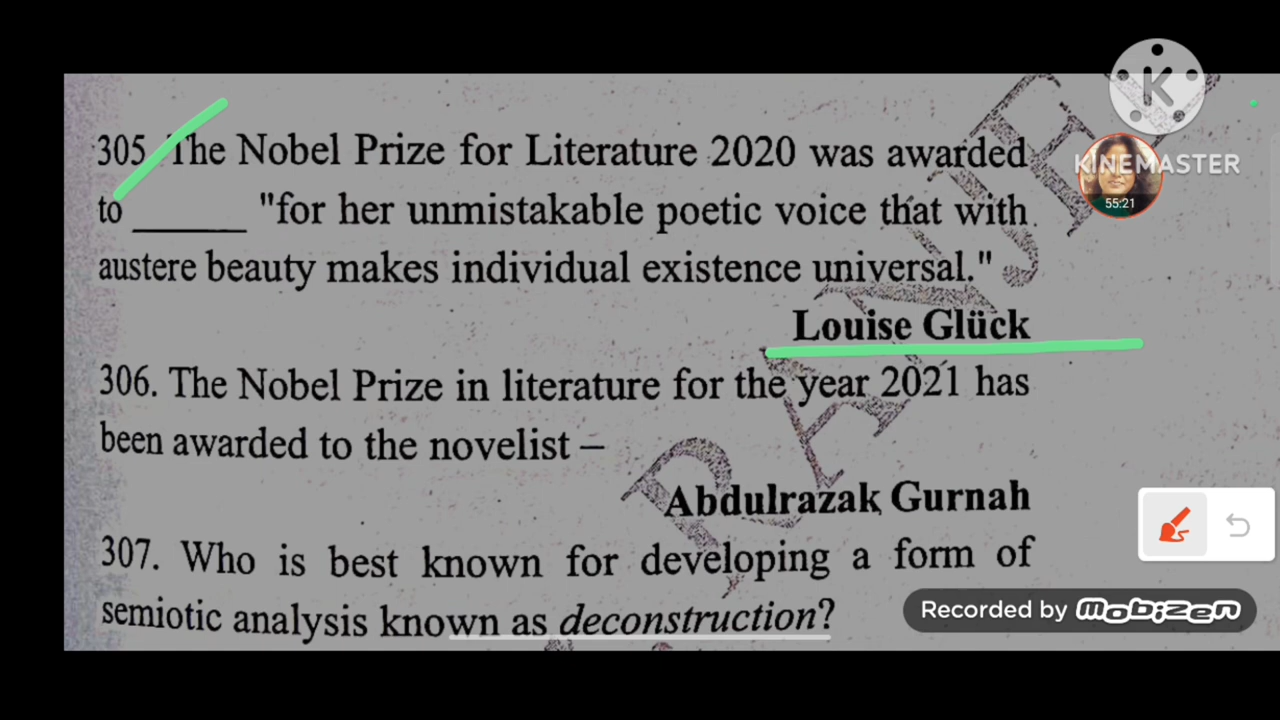 305. The Nobel Prize for Literature 2020 was awarded
to ______ "for her unmistakable poetic voice that with
austere beauty makes individual existence universal."
Louise Glück
306. The Nobel Prize in literature for the year 2021 has
been awarded to the novelist –
Abdulrazak Gurnah
307. Who is best known for developing a form of
semiotic analysis known as deconstruction?
K
KINEMASTER
55:21
Recorded by mobizen